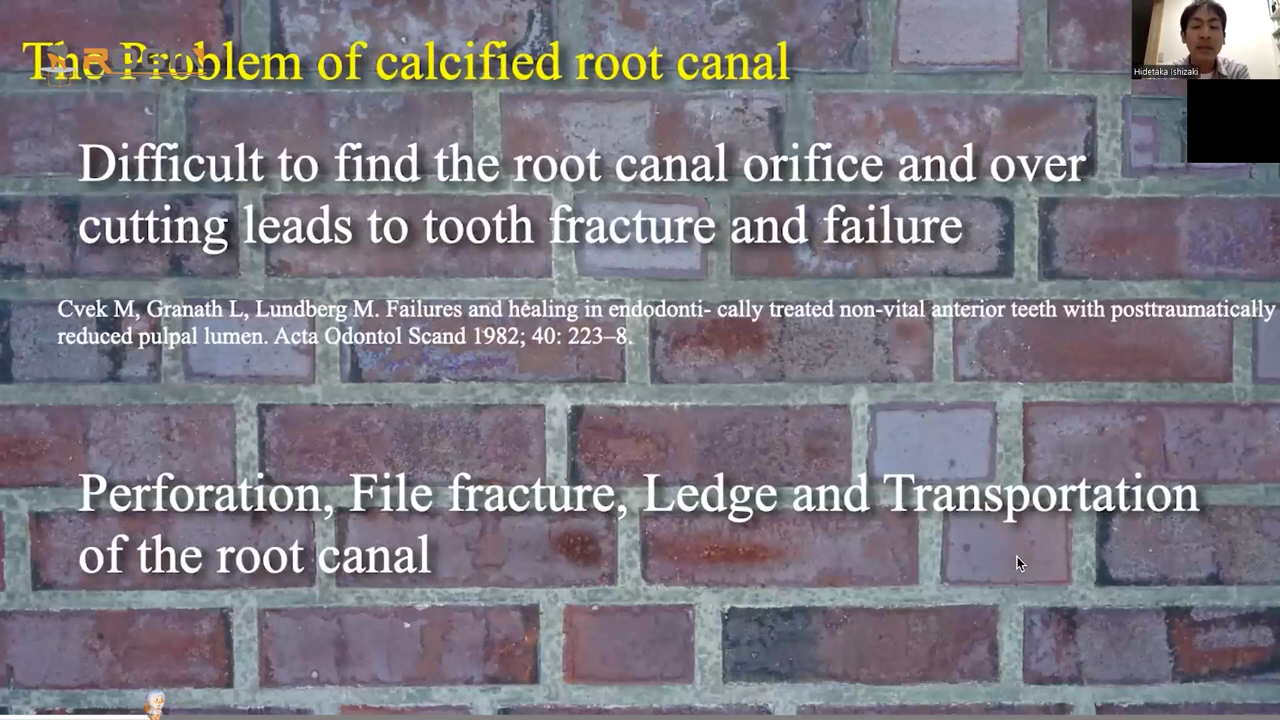 The Problem of calcified root canal
Hidetaka Ishizaki
Difficult to find the root canal orifice and over
cutting leads to tooth fracture and failure
Cvek M, Granath L, Lundberg M. Failures and healing in endodonti- cally treated non-vital anterior teeth with posttraumatically
reduced pulpal lumen. Acta Odontol Scand 1982; 40: 223–8.
Perforation, File fracture, Ledge and Transportation
of the root canal